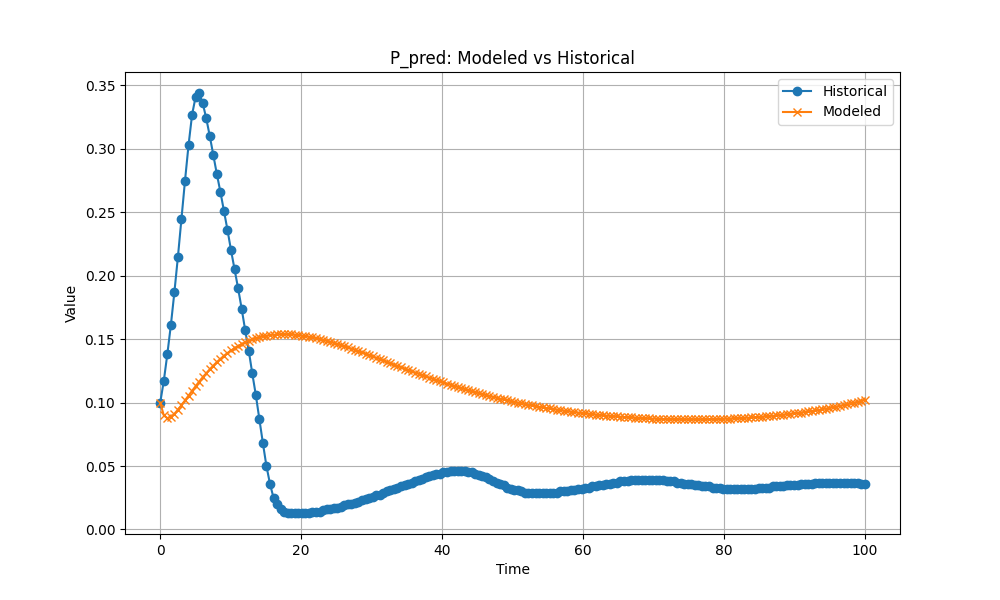 P_pred: Modeled vs Historical
Historical
Modeled
Value
0.35
0.30
0.25
0.20
0.15
0.10
0.05
0.00
0 20 40 60 80 100
Time